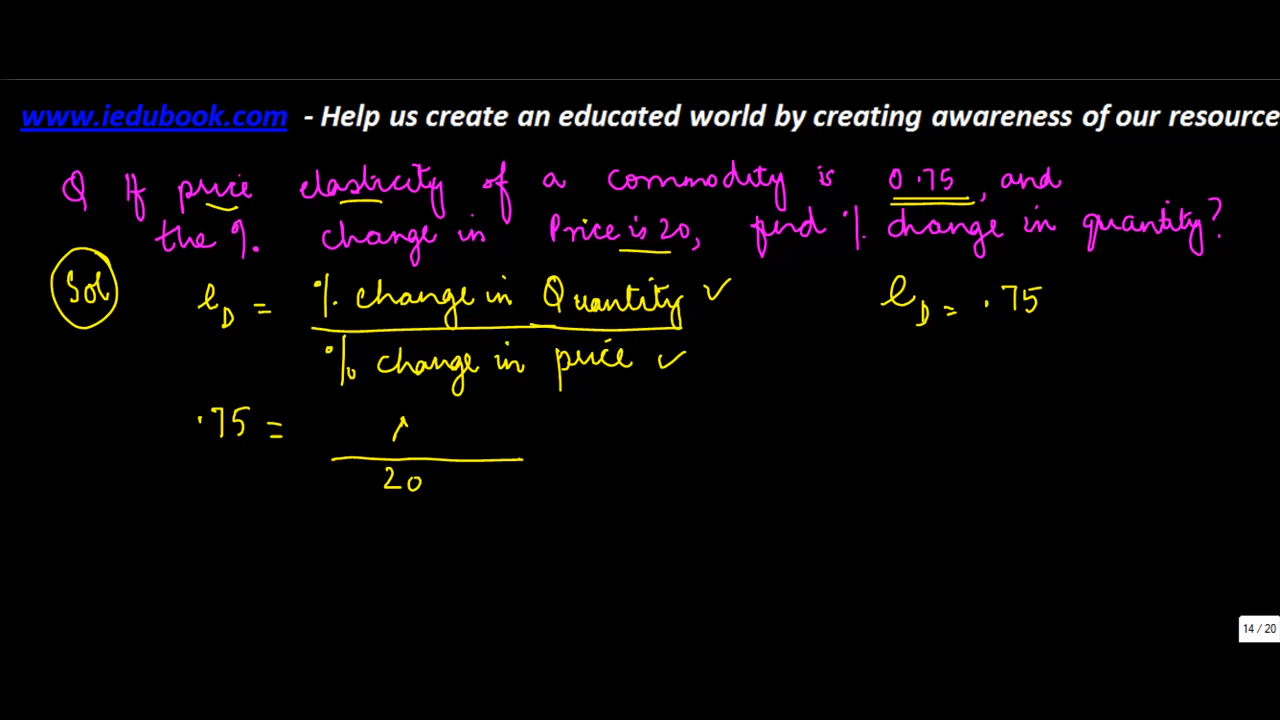 www.iedubook.com - Help us create an educated world by creating awareness of our resource
Q If price elasticity of a commodity is 0.75, and
the %. change in Price is 20, find %. change in quantity?
Sol eD = %. change in Quantity ✓ eD = .75
% change in price ✓
.75 =
20
14 / 20